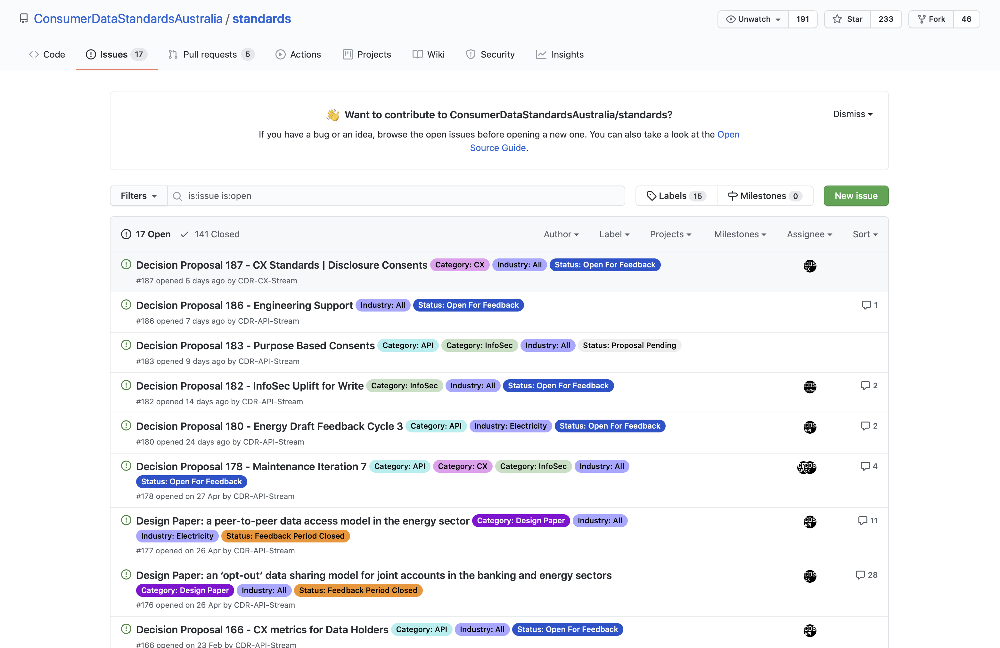 ConsumerDataStandardsAustralia / standards
Unwatch 191 Star 233 Fork 46
Code Issues 17 Pull requests 5 Actions Projects Wiki Security Insights
👋 Want to contribute to ConsumerDataStandardsAustralia/standards?
Dismiss
If you have a bug or an idea, browse the open issues before opening a new one. You can also take a look at the Open
Source Guide.
Filters is:issue is:open Labels 15 Milestones 0 New issue
17 Open 141 Closed Author Label Projects Milestones Assignee Sort
Decision Proposal 187 - CX Standards | Disclosure Consents Category: CX Industry: All Status: Open For Feedback CDS CX
#187 opened 6 days ago by CDR-CX-Stream
Decision Proposal 186 - Engineering Support Industry: All Status: Open For Feedback 1
#186 opened 7 days ago by CDR-API-Stream
Decision Proposal 183 - Purpose Based Consents Category: API Category: InfoSec Industry: All Status: Proposal Pending
#183 opened 9 days ago by CDR-API-Stream
Decision Proposal 182 - InfoSec Uplift for Write Category: InfoSec Industry: All Status: Open For Feedback CDS InfoSec 2
#182 opened 14 days ago by CDR-API-Stream
Decision Proposal 180 - Energy Draft Feedback Cycle 3 Category: API Industry: Electricity Status: Open For Feedback CDS API 2
#180 opened 24 days ago by CDR-API-Stream
Decision Proposal 178 - Maintenance Iteration 7 Category: API Category: CX Category: InfoSec Industry: All CDS CX 4
Status: Open For Feedback
#178 opened on 27 Apr by CDR-API-Stream
Design Paper: a peer-to-peer data access model in the energy sector Category: Design Paper Industry: All CDS API 11
Industry: Electricity Status: Feedback Period Closed
#177 opened on 26 Apr by CDR-API-Stream
Design Paper: an ‘opt-out’ data sharing model for joint accounts in the banking and energy sectors CDS CX 28
Category: Design Paper Industry: All Status: Feedback Period Closed
#176 opened on 26 Apr by CDR-API-Stream
Decision Proposal 166 - CX metrics for Data Holders Category: API Industry: All Status: Open For Feedback CDS API
#166 opened on 23 Feb by CDR-API-Stream